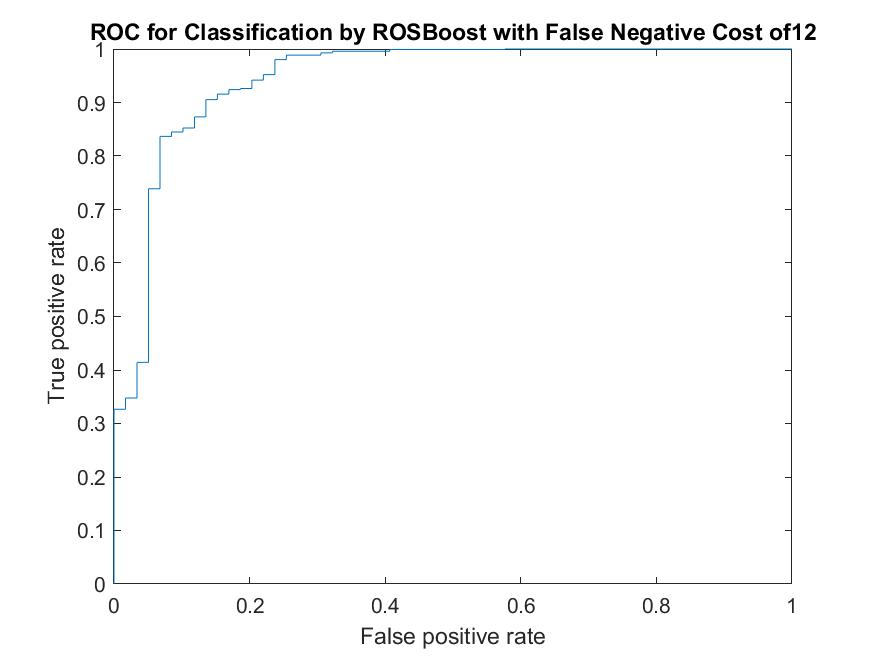 ROC for Classification by ROSBoost with False Negative Cost of12
1
0.9
0.8
0.7
0.6
0.5
0.4
0.3
0.2
0.1
0
True positive rate
0 0.2 0.4 0.6 0.8 1
False positive rate